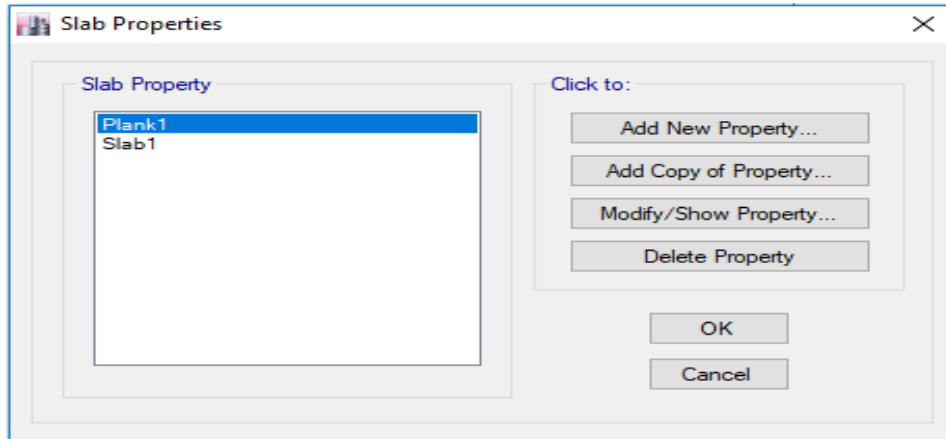 Slab Properties
Slab Property
Plank1
Slab1
Click to:
Add New Property...
Add Copy of Property...
Modify/Show Property...
Delete Property
OK
Cancel